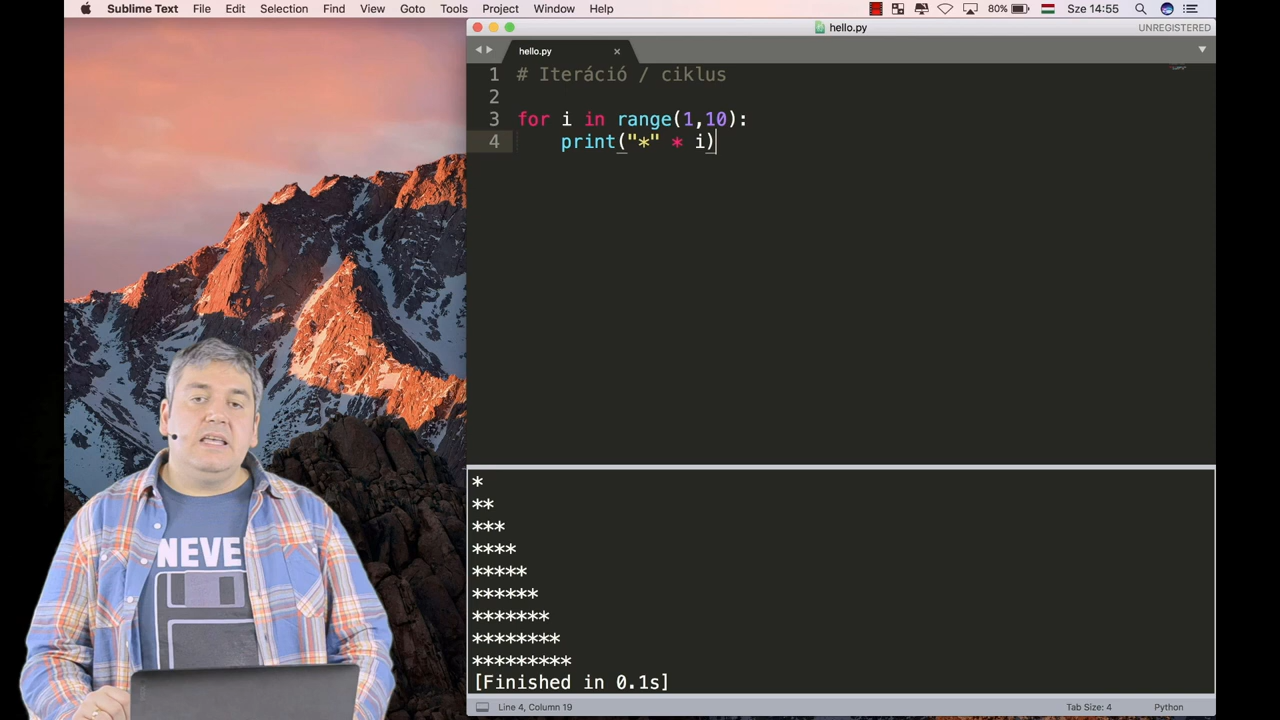 Sublime Text File Edit Selection Find View Goto Tools Project Window Help 80% Sze 14:55
hello.py UNREGISTERED
hello.py ×
1 # Iteráció / ciklus
2
3 for i in range(1,10):
4 print("*" * i)
*
**
***
****
*****
******
*******
********
*********
[Finished in 0.1s]
Line 4, Column 19 Tab Size: 4 Python
NEVE